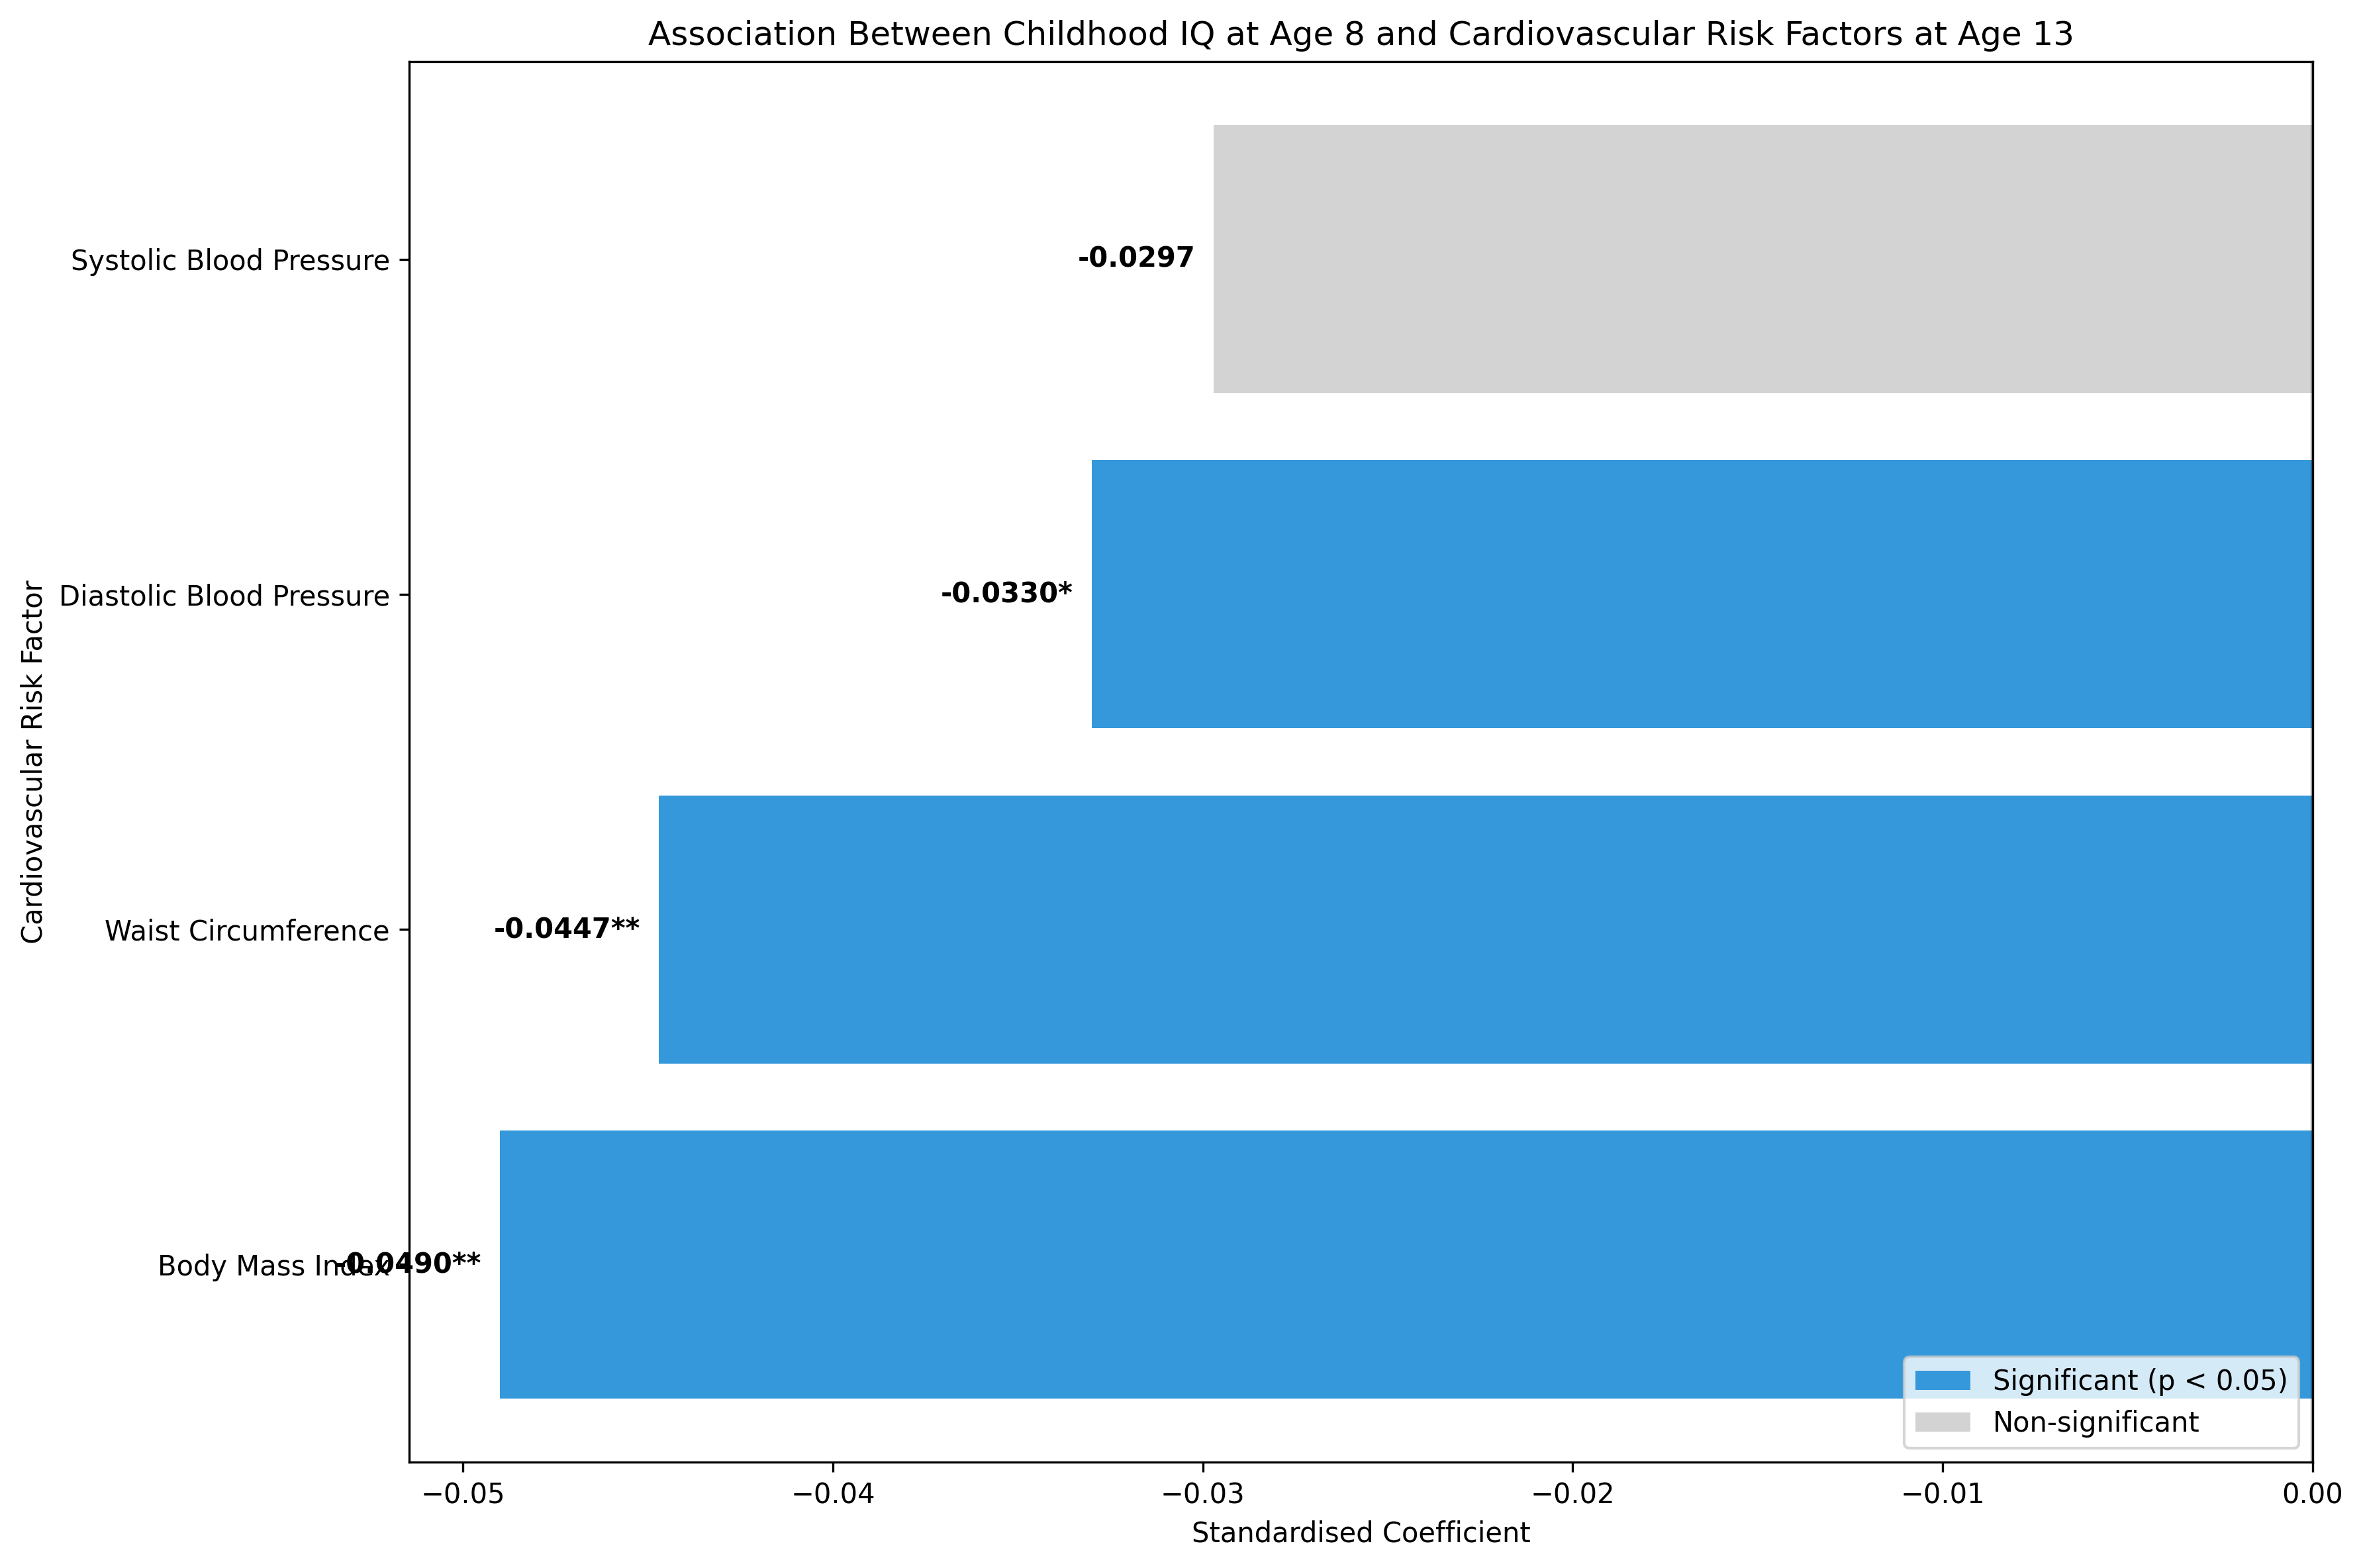 Association Between Childhood IQ at Age 8 and Cardiovascular Risk Factors at Age 13
Cardiovascular Risk Factor
Systolic Blood Pressure
-0.0297
Diastolic Blood Pressure
-0.0330*
Waist Circumference
-0.0447**
Body Mass Index
-0.0490**
Significant (p < 0.05)
Non-significant
−0.05 −0.04 −0.03 −0.02 −0.01 0.00
Standardised Coefficient